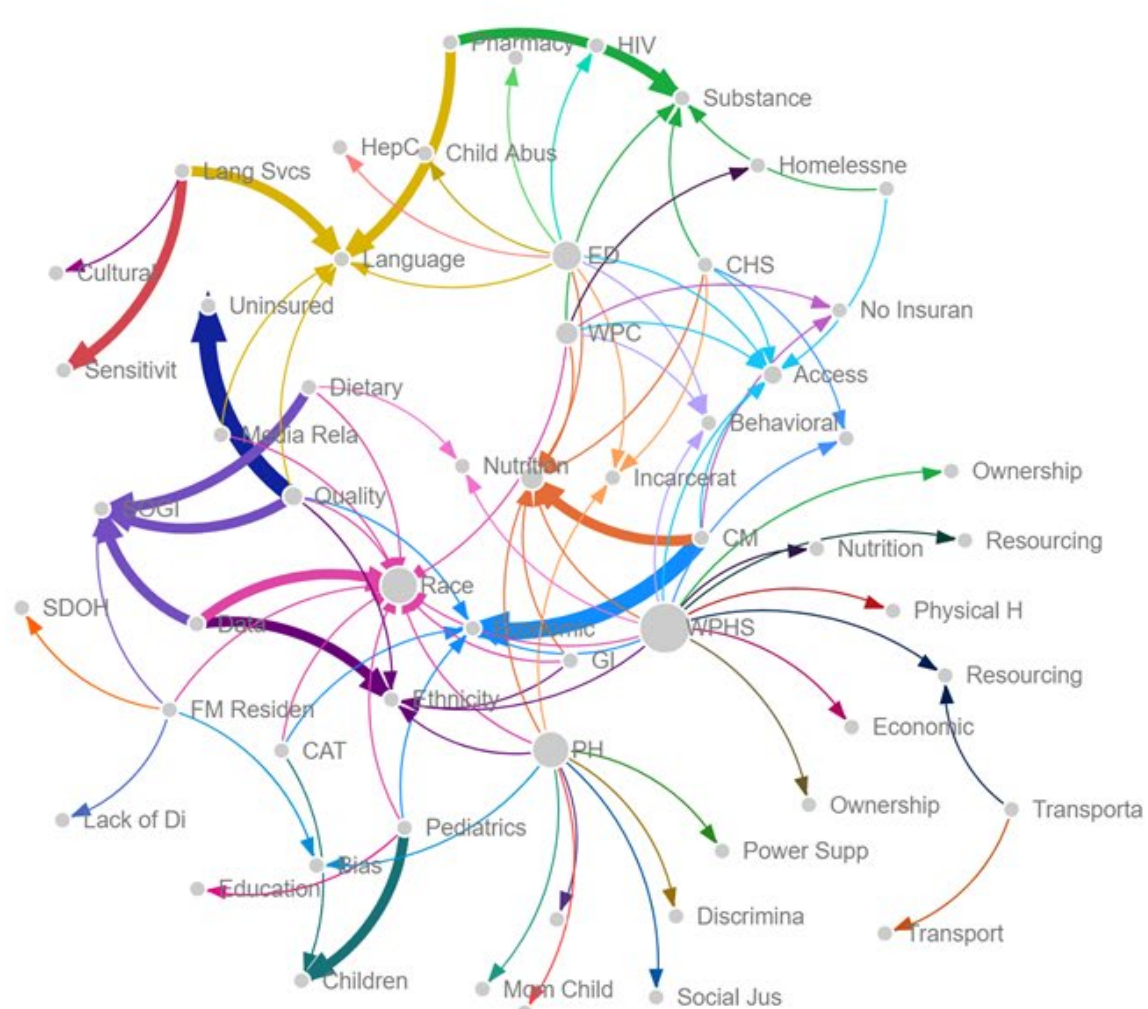 Pharmacy
HIV
Substance
HepC
Child Abus
Homelessne
Lang Svcs
Language
ED
CHS
Cultural
Uninsured
No Insuran
WPC
Sensitivit
Dietary
Access
Media Rela
Behavioral
Nutrition
Incarcerat
Ownership
Quality
SOGI
CM
Nutrition
Resourcing
Race
SDOH
Data
WPHS
Physical H
GI
Ethnicity
Resourcing
FM Residen
Economic
CAT
PH
Lack of Di
Pediatrics
Ownership
Transporta
Bias
Power Supp
Education
Discrimina
Transport
Children
Mom Child
Social Jus